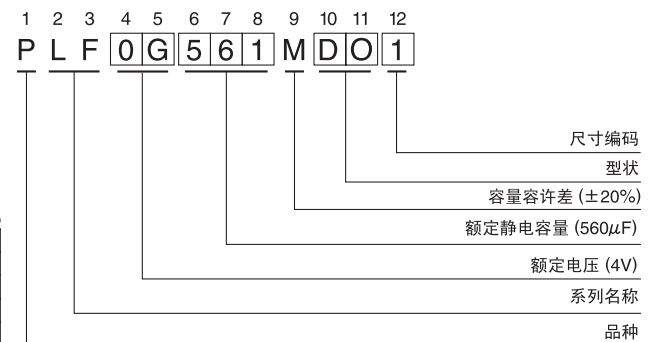 1 2 3 4 5 6 7 8 9 10 11 12
P L F 0 G 5 6 1 M D O 1
尺寸编码
型状
容量容许差 (±20%)
额定静电容量 (560μF)
额定电压 (4V)
系列名称
品种